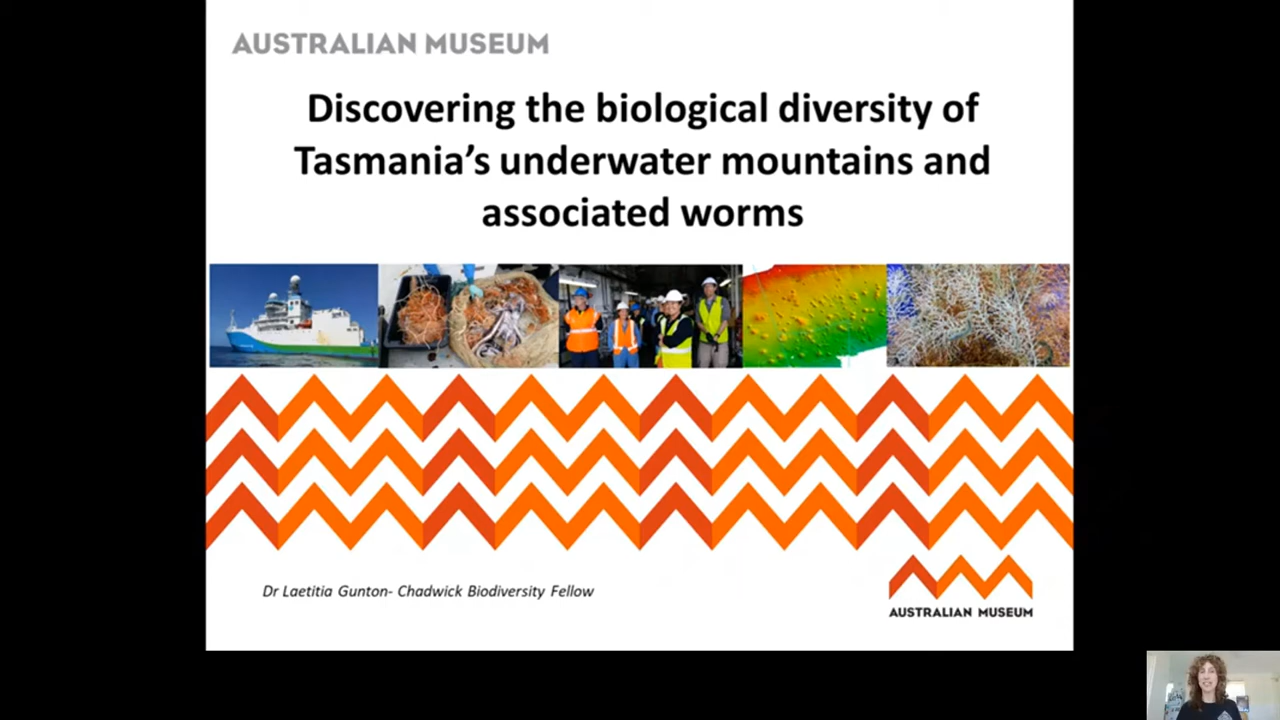 AUSTRALIAN MUSEUM
Discovering the biological diversity of
Tasmania’s underwater mountains and
associated worms
Dr Laetitia Gunton- Chadwick Biodiversity Fellow
AUSTRALIAN MUSEUM